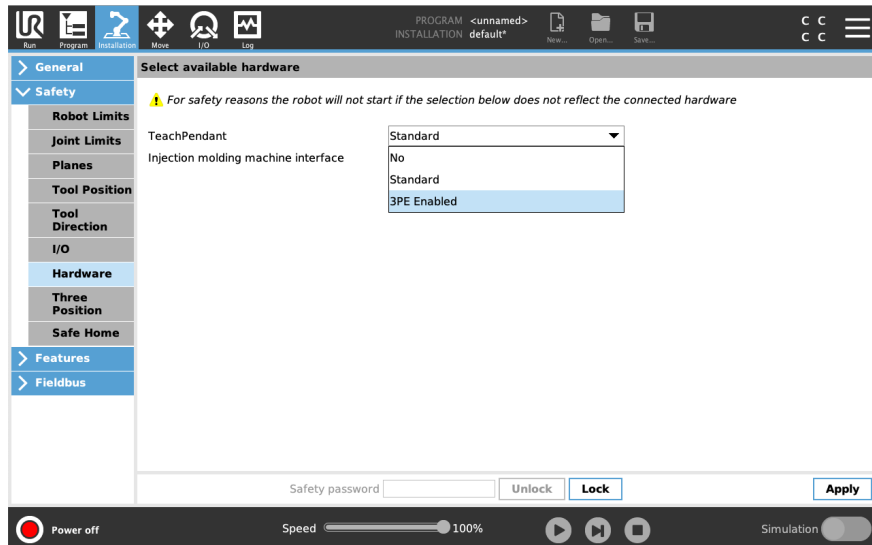 UR
PROGRAM <unnamed>
INSTALLATION default*
Run
Program
Installation
Move
I/O
Log
New...
Open...
Save...
C C
C C
General
Safety
Robot Limits
Joint Limits
Planes
Tool Position
Tool
Direction
I/O
Hardware
Three
Position
Safe Home
Features
Fieldbus
Select available hardware
For safety reasons the robot will not start if the selection below does not reflect the connected hardware
TeachPendant
Standard
Injection molding machine interface
No
Standard
3PE Enabled
Safety password
Unlock
Lock
Apply
Power off
Speed
100%
Simulation